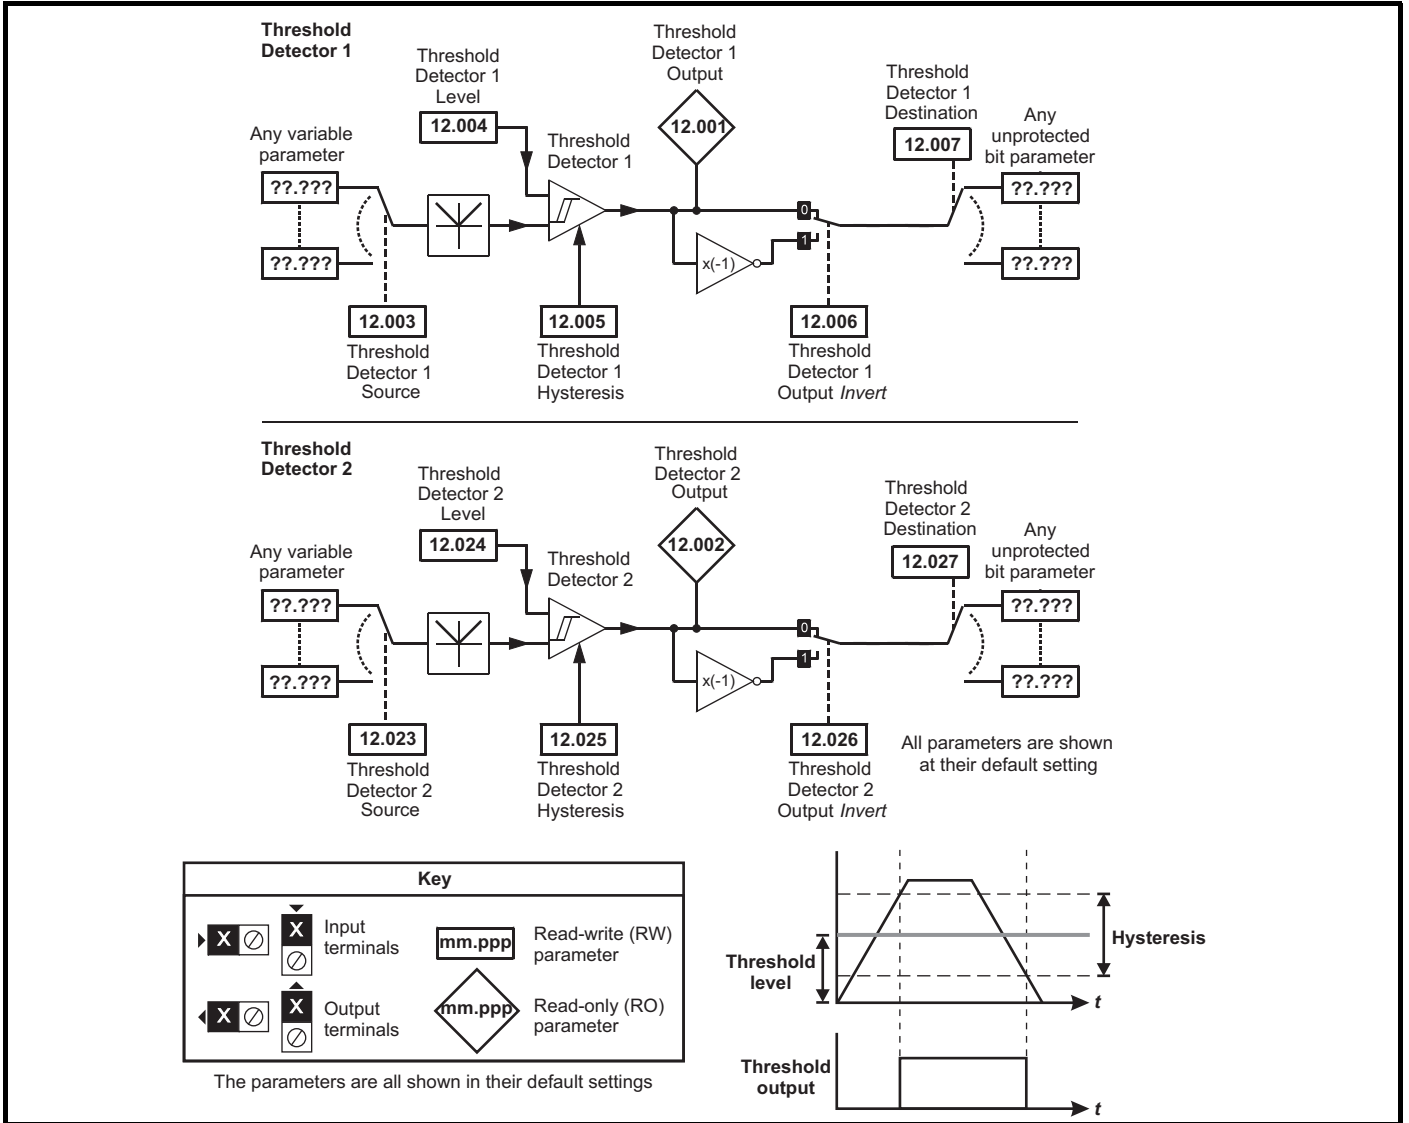 Threshold
Detector 1
Threshold
Detector 1
Level
12.004
Threshold
Detector 1
Output
12.001
Threshold
Detector 1
Destination
12.007
Any variable
parameter
??.???
??.???
Threshold
Detector 1
Any
unprotected
bit parameter
??.???
??.???
0
1
x(-1)
12.003
Threshold
Detector 1
Source
12.005
Threshold
Detector 1
Hysteresis
12.006
Threshold
Detector 1
Output Invert
Threshold
Detector 2
Threshold
Detector 2
Level
12.024
Threshold
Detector 2
Output
12.002
Threshold
Detector 2
Destination
12.027
Any variable
parameter
??.???
??.???
Threshold
Detector 2
Any
unprotected
bit parameter
??.???
??.???
0
1
x(-1)
12.023
Threshold
Detector 2
Source
12.025
Threshold
Detector 2
Hysteresis
12.026
Threshold
Detector 2
Output Invert
All parameters are shown
at their default setting
Key
X
X
Input
terminals
mm.ppp
Read-write (RW)
parameter
X
X
Output
terminals
mm.ppp
Read-only (RO)
parameter
The parameters are all shown in their default settings
Threshold
level
Hysteresis
t
Threshold
output
t